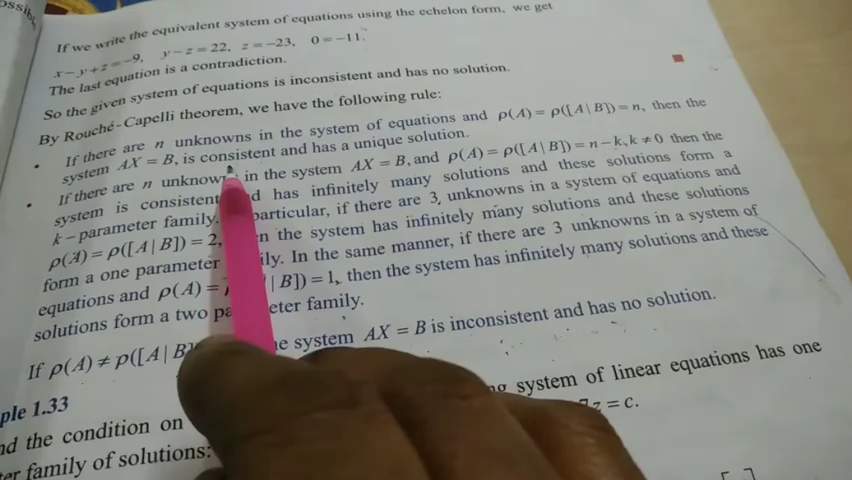 ossible
If we write the equivalent system of equations using the echelon form, we get
x − y + z = −9, y − z = 22, z = −23, 0 = −11.
The last equation is a contradiction.
So the given system of equations is inconsistent and has no solution.
By Rouché-Capelli theorem, we have the following rule:
• If there are n unknowns in the system of equations and ρ(A) = ρ([A | B]) = n, then the
system AX = B, is consistent and has a unique solution.
• If there are n unknowns in the system AX = B, and ρ(A) = ρ([A | B]) = n − k, k ≠ 0 then the
system is consistent and has infinitely many solutions and these solutions form a
k − parameter family. particular, if there are 3 unknowns in a system of equations and
ρ(A) = ρ([A | B]) = 2, the system has infinitely many solutions and these solutions
form a one parameter family. In the same manner, if there are 3 unknowns in a system of
equations and ρ(A) = | B]) = 1, then the system has infinitely many solutions and these
solutions form a two parameter family.
If ρ(A) ≠ ρ([A | B the system AX = B is inconsistent and has no solution.
ple 1.33
nd the condition on ng system of linear equations has one
z = c.
ter family of solutions: